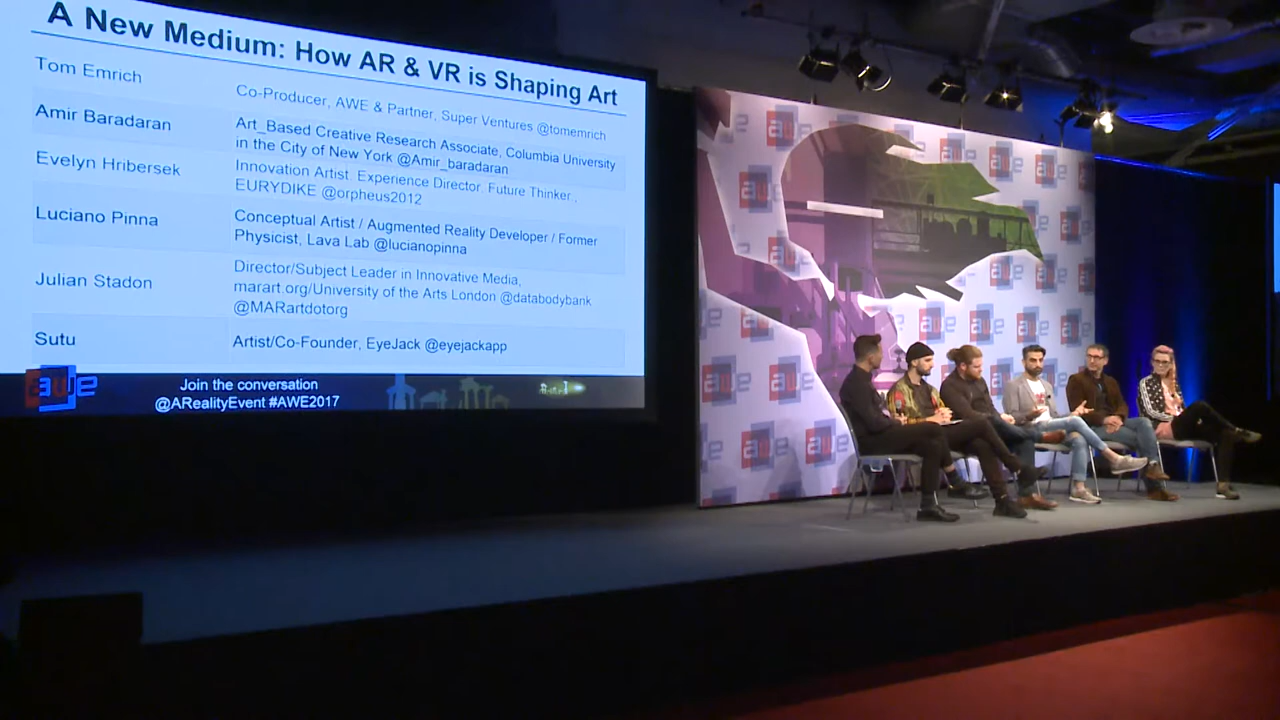 A New Medium: How AR & VR is Shaping Art
Tom Emrich
Co-Producer, AWE & Partner, Super Ventures @tomemrich
Amir Baradaran
Art_Based Creative Research Associate, Columbia University
in the City of New York @Amir_baradaran
Evelyn Hribersek
Innovation Artist. Experience Director. Future Thinker.,
EURYDIKE @orpheus2012
Luciano Pinna
Conceptual Artist / Augmented Reality Developer / Former
Physicist, Lava Lab @lucianopinna
Julian Stadon
Director/Subject Leader in Innovative Media,
marart.org/University of the Arts London @databodybank
@MARartdotorg
Sutu
Artist/Co-Founder, EyeJack @eyejackapp
awe
Join the conversation
@ARealityEvent #AWE2017